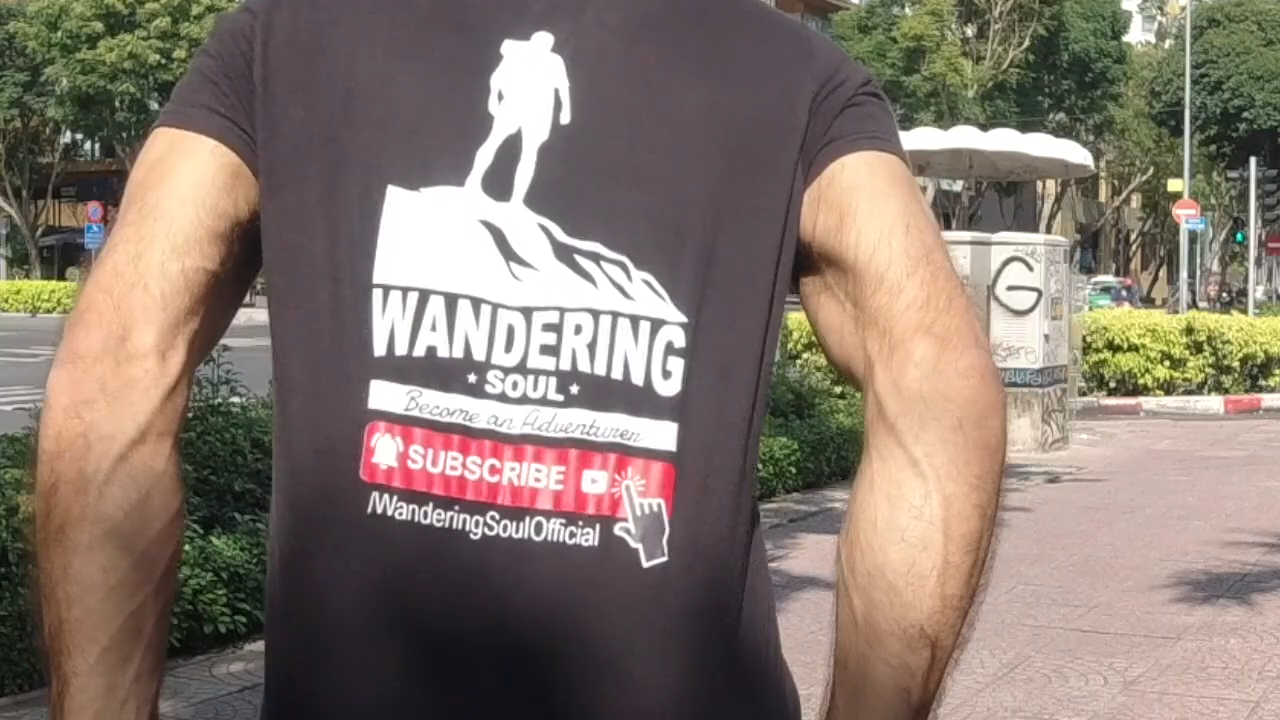 WANDERING
SOUL
Become an Adventurer
SUBSCRIBE
/WanderingSoulOfficial
G